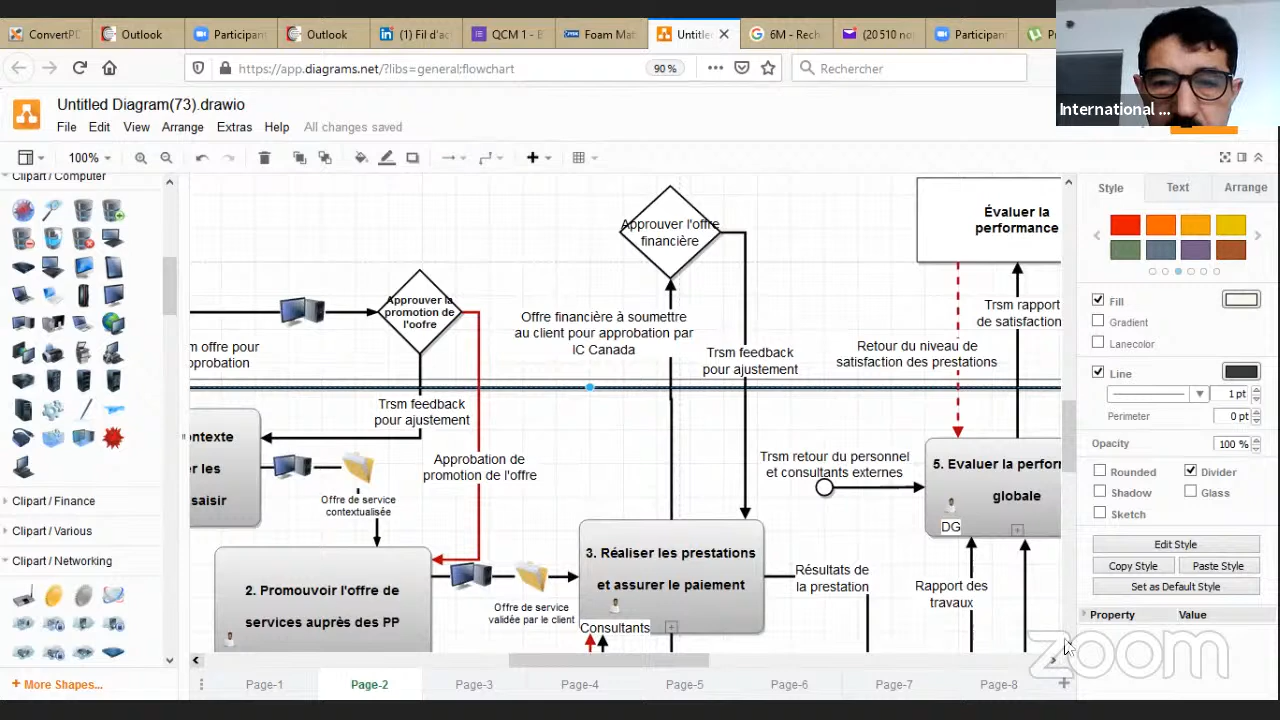 ConvertPD
Outlook
Participan
Outlook
(1) Fil d'ac
QCM 1 - E
Foam Mat
Untitle
6M - Rech
(20 510 no
Participan
https://app.diagrams.net/?libs=general;flowchart
90 %
Rechercher
International ...
Untitled Diagram(73).drawio
File Edit View Arrange Extras Help All changes saved
100%
Clipart / Computer
Clipart / Finance
Clipart / Various
Clipart / Networking
+ More Shapes...
Approuver l'offre
financière
Évaluer la
performance
Approuver la
promotion de
l'oofre
m offre pour
probation
Offre financière à soumettre
au client pour approbation par
IC Canada
Trsm rapport
de satisfaction
Retour du niveau de
satisfaction des prestations
Trsm feedback
pour ajustement
Trsm feedback
pour ajustement
ontexte
er les
saisir
Approbation de
promotion de l'offre
Offre de service
contextualisée
Trsm retour du personnel
et consultants externes
5. Evaluer la perform
globale
DG
2. Promouvoir l'offre de
services auprès des PP
Offre de service
validée par le client
3. Réaliser les prestations
et assurer le paiement
Consultants
Résultats de
la prestation
Rapport des
travaux
Style Text Arrange
Fill
Gradient
Lanecolor
Line
1 pt
Perimeter 0 pt
Opacity 100 %
Rounded Divider
Shadow Glass
Sketch
Edit Style
Copy Style Paste Style
Set as Default Style
Property Value
zoom
Page-1 Page-2 Page-3 Page-4 Page-5 Page-6 Page-7 Page-8